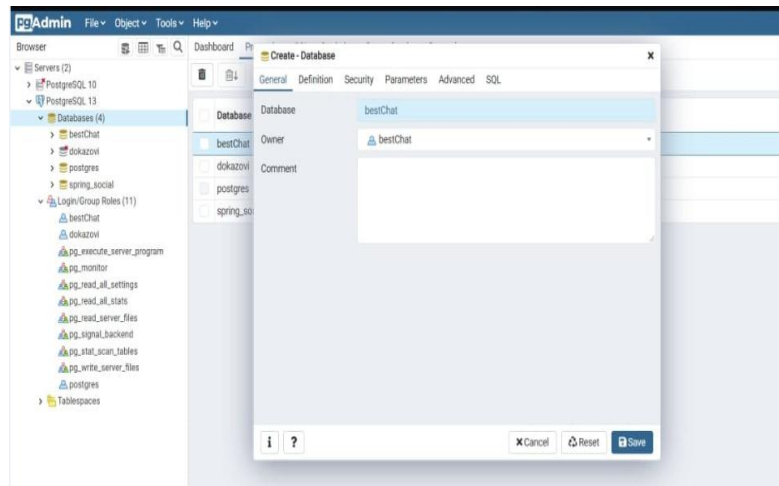 pgAdmin File Object Tools Help
Browser
Servers (2)
PostgreSQL 10
PostgreSQL 13
Databases (4)
bestChat
dokazovi
postgres
spring_social
Login/Group Roles (11)
bestChat
dokazovi
pg_execute_server_program
pg_monitor
pg_read_all_settings
pg_read_all_stats
pg_read_server_files
pg_signal_backend
pg_stat_scan_tables
pg_write_server_files
postgres
Tablespaces
Dashboard Pr
Database
bestChat
dokazovi
postgres
spring_so
Create - Database
General Definition Security Parameters Advanced SQL
Database bestChat
Owner bestChat
Comment
i ? Cancel Reset Save